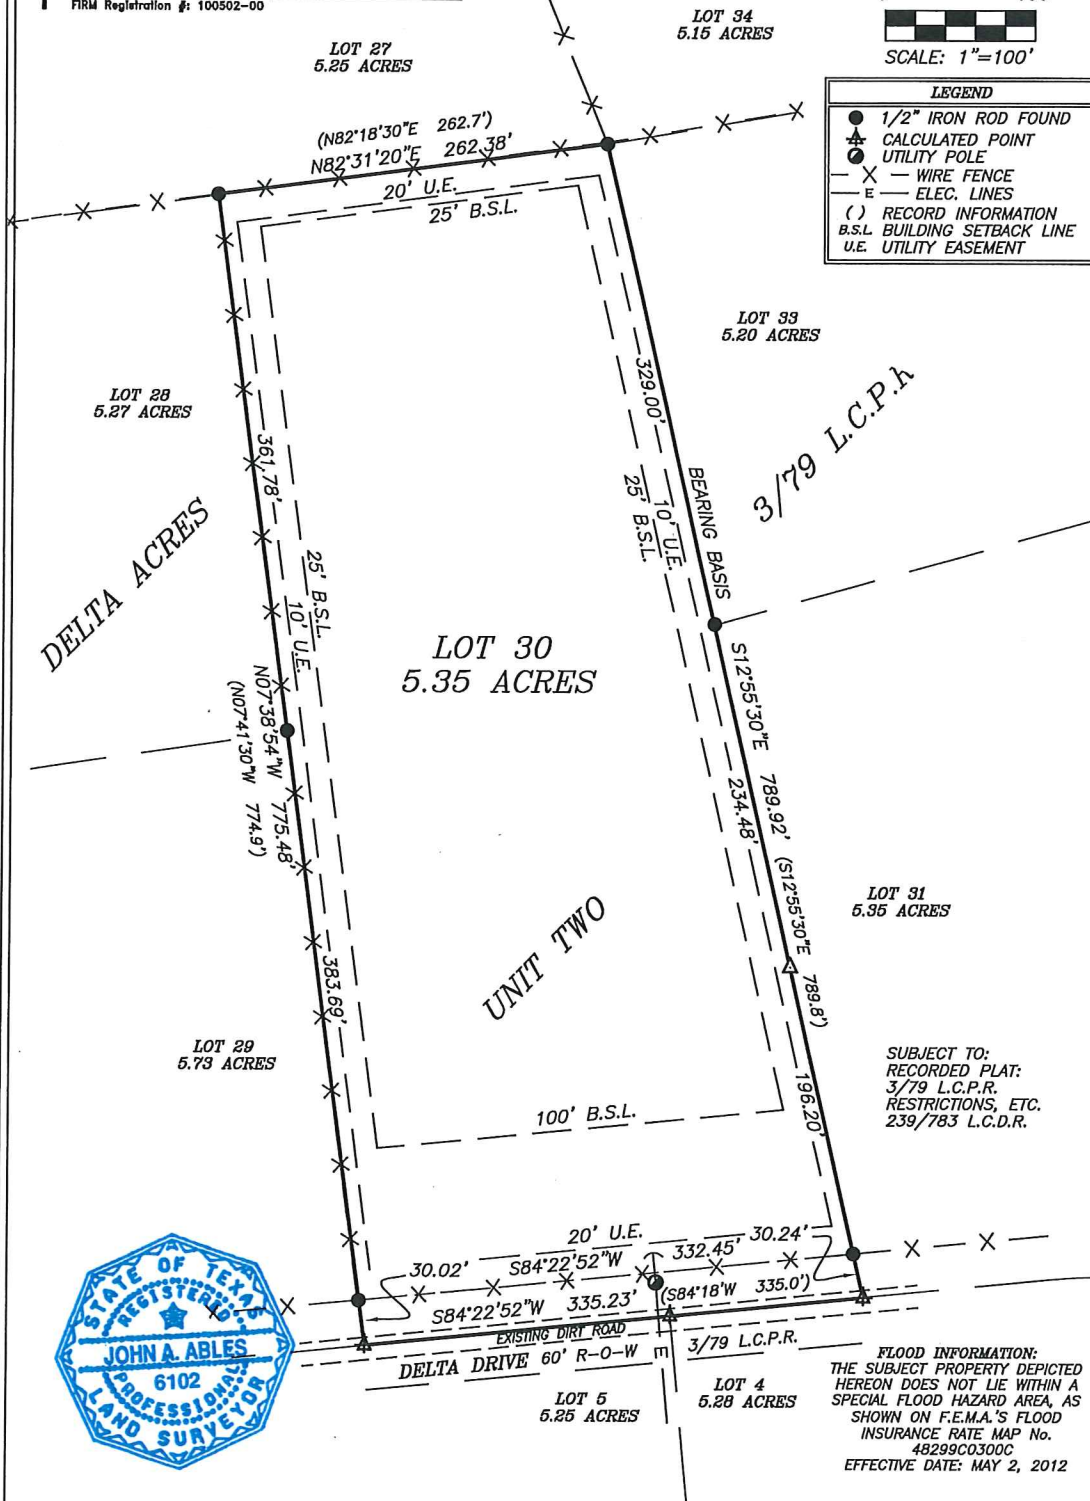 FIRM Registration #: 100502-00
LOT 34
5.15 ACRES
LOT 27
5.25 ACRES
SCALE: 1"=100'
LEGEND
1/2" IRON ROD FOUND
CALCULATED POINT
UTILITY POLE
X WIRE FENCE
E ELEC. LINES
( ) RECORD INFORMATION
B.S.L. BUILDING SETBACK LINE
U.E. UTILITY EASEMENT
(N82°18'30"E 262.7')
N82°31'20"E 262.38'
20' U.E.
25' B.S.L.
LOT 33
5.20 ACRES
329.00'
LOT 28
5.27 ACRES
3/79 L.C.P.R
361.78'
BEARING BASIS
10' U.E.
25' B.S.L.
DELTA ACRES
25' B.S.L.
10' U.E.
LOT 30
5.35 ACRES
S12°55'30"E 789.92' (S12°55'30"E 789.8')
N07°38'54"W 775.48'
(N07°41'30"W 774.9')
234.48'
LOT 31
5.35 ACRES
UNIT TWO
383.69'
LOT 29
5.73 ACRES
SUBJECT TO:
RECORDED PLAT:
3/79 L.C.P.R.
RESTRICTIONS, ETC.
239/783 L.C.D.R.
196.20'
100' B.S.L.
20' U.E.
30.24'
30.02'
S84°22'52"W 332.45'
S84°22'52"W 335.23'
(S84°18'W 335.0')
EXISTING DIRT ROAD
DELTA DRIVE 60' R-O-W
E
3/79 L.C.P.R.
LOT 5
5.25 ACRES
LOT 4
5.28 ACRES
STATE OF TEXAS
REGISTERED
JOHN A. ABLES
6102
PROFESSIONAL
LAND SURVEYOR
FLOOD INFORMATION:
THE SUBJECT PROPERTY DEPICTED
HEREON DOES NOT LIE WITHIN A
SPECIAL FLOOD HAZARD AREA, AS
SHOWN ON F.E.M.A.'S FLOOD
INSURANCE RATE MAP No.
48299C0300C
EFFECTIVE DATE: MAY 2, 2012